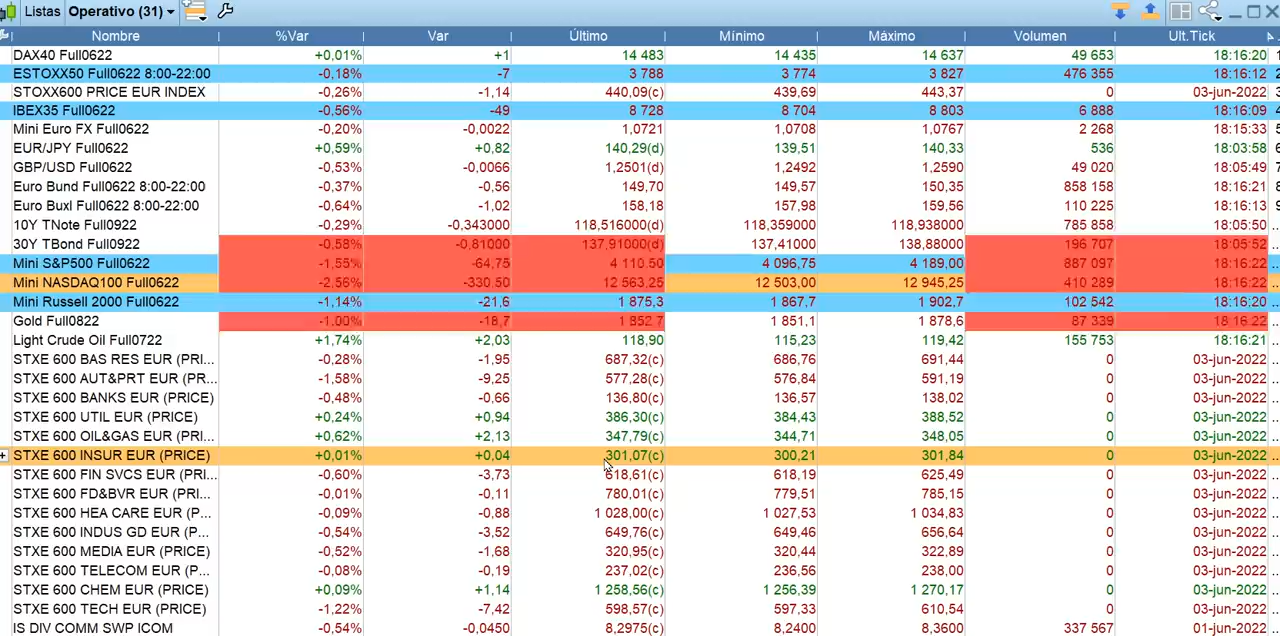 Listas Operativo (31)
Nombre %Var Var Último Mínimo Máximo Volumen Ult.Tick
DAX40 Full0622 +0,01% +1 14 483 14 435 14 637 49 653 18:16:20
ESTOXX50 Full0622 8:00-22:00 -0,18% -7 3 788 3 774 3 827 476 355 18:16:12
STOXX600 PRICE EUR INDEX -0,26% -1,14 440,09(c) 439,69 443,37 0 03-jun-2022
IBEX35 Full0622 -0,56% -49 8 728 8 704 8 803 6 888 18:16:09
Mini Euro FX Full0622 -0,20% -0,0022 1,0721 1,0708 1,0767 2 268 18:15:33
EUR/JPY Full0622 +0,59% +0,82 140,29(d) 139,51 140,33 536 18:03:58
GBP/USD Full0622 -0,53% -0,0066 1,2501(d) 1,2492 1,2590 49 020 18:05:49
Euro Bund Full0622 8:00-22:00 -0,37% -0,56 149,70 149,57 150,35 858 158 18:16:21
Euro Buxl Full0622 8:00-22:00 -0,64% -1,02 158,18 157,98 159,56 110 225 18:16:13
10Y TNote Full0922 -0,29% -0,343000 118,516000(d) 118,359000 118,938000 785 858 18:05:50
30Y TBond Full0922 -0,58% -0,81000 137,91000(d) 137,41000 138,88000 196 707 18:05:52
Mini S&P500 Full0622 -1,55% -64,75 4 110,50 4 096,75 4 189,00 887 097 18:16:22
Mini NASDAQ100 Full0622 -2,56% -330,50 12 563,25 12 503,00 12 945,25 410 289 18:16:22
Mini Russell 2000 Full0622 -1,14% -21,6 1 875,3 1 867,7 1 902,7 102 542 18:16:20
Gold Full0822 -1,00% -18,7 1 852,7 1 851,1 1 878,6 87 339 18:16:22
Light Crude Oil Full0722 +1,74% +2,03 118,90 115,23 119,42 155 753 18:16:21
STXE 600 BAS RES EUR (PRI... -0,28% -1,95 687,32(c) 686,76 691,44 0 03-jun-2022
STXE 600 AUT&PRT EUR (PR... -1,58% -9,25 577,28(c) 576,84 591,19 0 03-jun-2022
STXE 600 BANKS EUR (PRICE) -0,48% -0,66 136,80(c) 136,57 138,02 0 03-jun-2022
STXE 600 UTIL EUR (PRICE) +0,24% +0,94 386,30(c) 384,43 388,52 0 03-jun-2022
STXE 600 OIL&GAS EUR (PRI... +0,62% +2,13 347,79(c) 344,71 348,05 0 03-jun-2022
STXE 600 INSUR EUR (PRICE) +0,01% +0,04 301,07(c) 300,21 301,84 0 03-jun-2022
STXE 600 FIN SVCS EUR (PRI... -0,60% -3,73 618,61(c) 618,19 625,49 0 03-jun-2022
STXE 600 FD&BVR EUR (PRI... -0,01% -0,11 780,01(c) 779,51 785,15 0 03-jun-2022
STXE 600 HEA CARE EUR (P... -0,09% -0,88 1 028,00(c) 1 027,53 1 034,83 0 03-jun-2022
STXE 600 INDUS GD EUR (P... -0,54% -3,52 649,76(c) 649,46 656,64 0 03-jun-2022
STXE 600 MEDIA EUR (PRICE) -0,52% -1,68 320,95(c) 320,44 322,89 0 03-jun-2022
STXE 600 TELECOM EUR (P... -0,08% -0,19 237,02(c) 236,56 238,00 0 03-jun-2022
STXE 600 CHEM EUR (PRICE) +0,09% +1,14 1 258,56(c) 1 256,39 1 270,17 0 03-jun-2022
STXE 600 TECH EUR (PRICE) -1,22% -7,42 598,57(c) 597,33 610,54 0 03-jun-2022
IS DIV COMM SWP ICOM -0,54% -0,0450 8,2975(c) 8,2400 8,3600 337 567 01-jun-2022